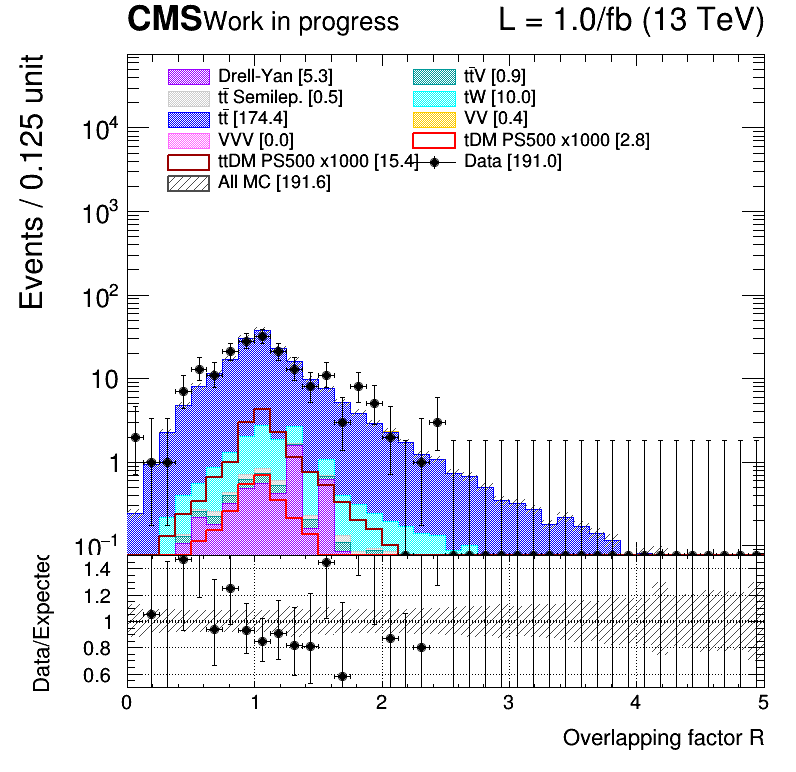 CMS Work in progress L = 1.0/fb (13 TeV)
Events / 0.125 unit
Drell-Yan [5.3] tt̄V [0.9]
tt̄ Semilep. [0.5] tW [10.0]
tt̄ [174.4] VV [0.4]
VVV [0.0] tDM PS500 x1000 [2.8]
ttDM PS500 x1000 [15.4] Data [191.0]
All MC [191.6]
10⁴
10³
10²
10
1
10⁻¹
Data/Expected
1.4
1.2
1
0.8
0.6
0 1 2 3 4 5
Overlapping factor R